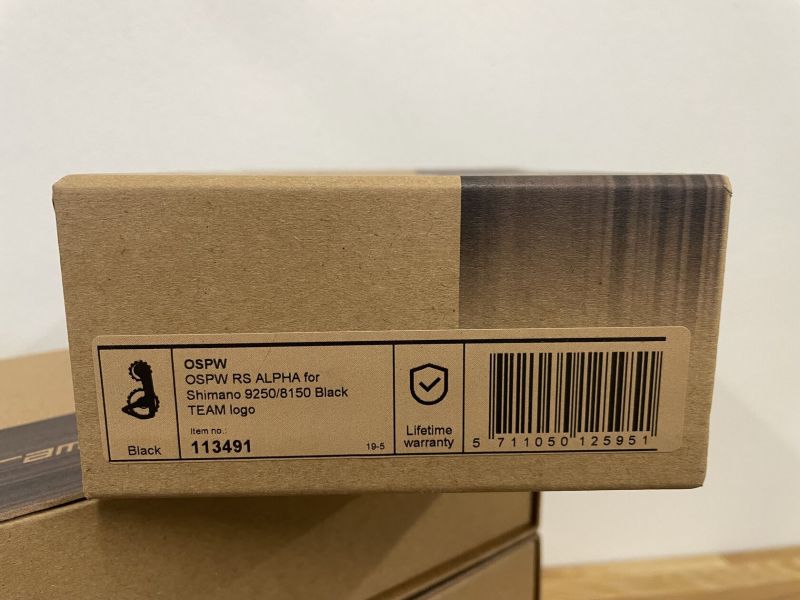 OSPW
OSPW RS ALPHA for
Shimano 9250/8150 Black
TEAM logo
Item no.:
113491
19-5
Black
Lifetime
warranty
5 711050 125951